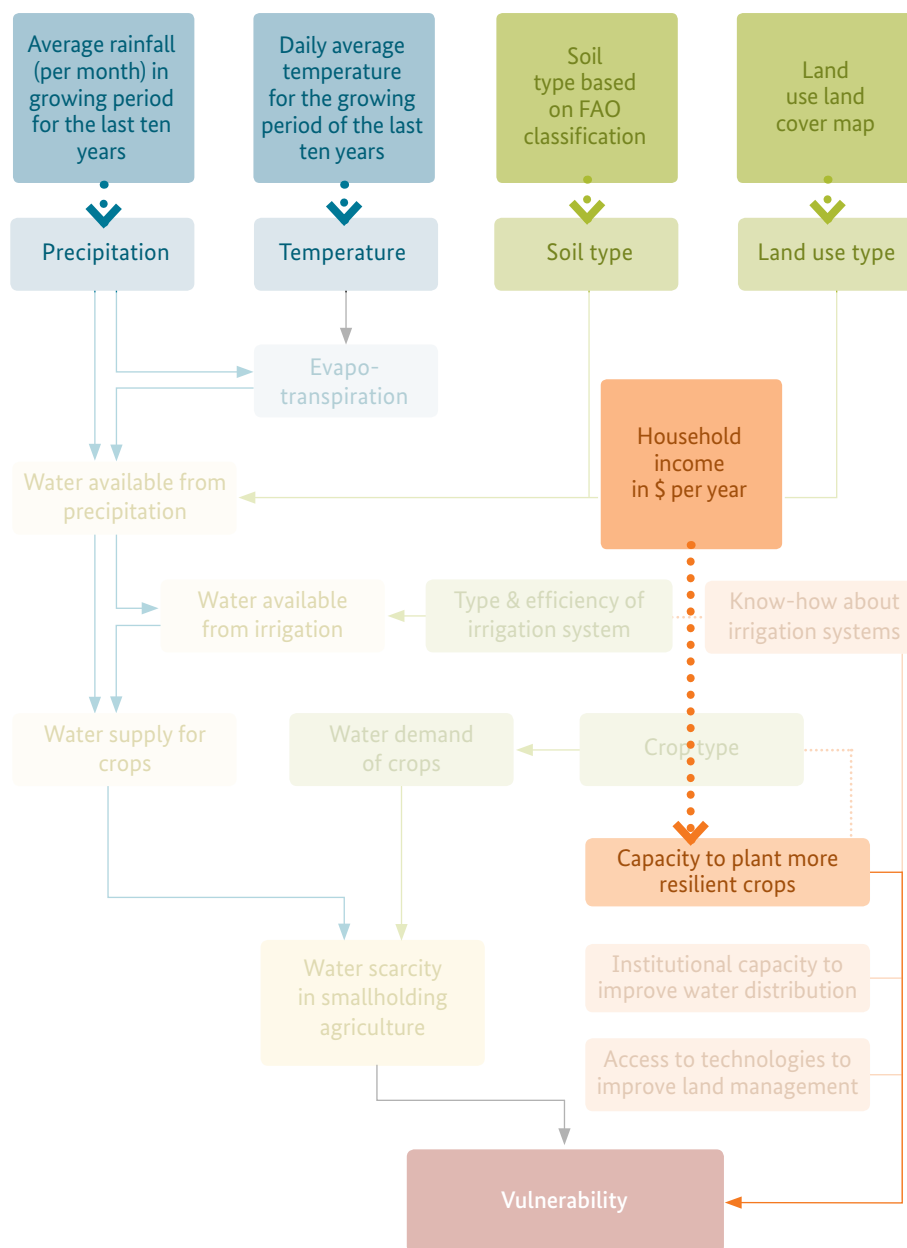 Average rainfall
(per month) in
growing period
for the last ten
years
Daily average
temperature
for the growing
period of the last
ten years
Soil
type based
on FAO
classification
Land
use land
cover map
Precipitation
Temperature
Soil type
Land use type
Evapo-
transpiration
Household
income
in $ per year
Water available from
precipitation
Water available
from irrigation
Type & efficiency of
irrigation system
Know-how about
irrigation systems
Water supply for
crops
Water demand
of crops
Crop type
Capacity to plant more
resilient crops
Water scarcity
in smallholding
agriculture
Institutional capacity to
improve water distribution
Access to technologies to
improve land management
Vulnerability